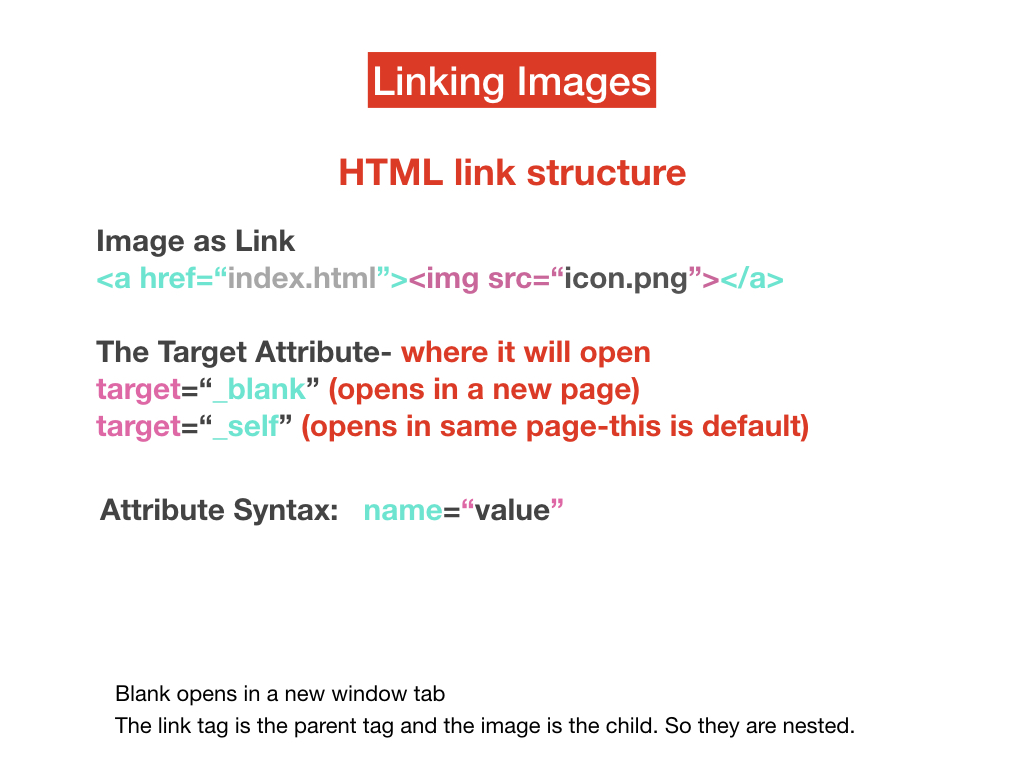 Linking Images
HTML link structure
Image as Link
<a href=“index.html”><img src=“icon.png”></a>
The Target Attribute- where it will open
target=“_blank” (opens in a new page)
target=“_self” (opens in same page-this is default)
Attribute Syntax: name=“value”
Blank opens in a new window tab
The link tag is the parent tag and the image is the child. So they are nested.